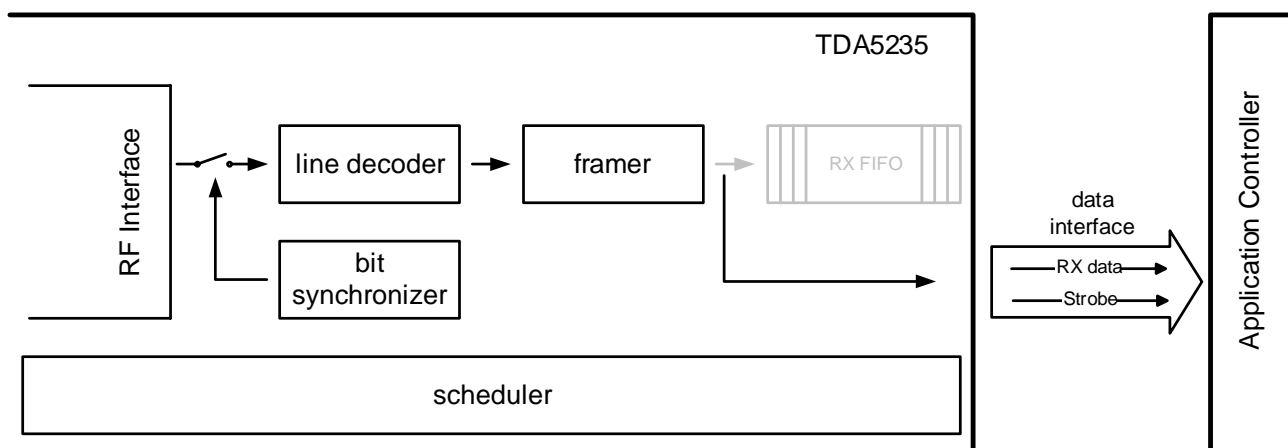 TDA5235
RF Interface
line decoder
framer
RX FIFO
bit
synchronizer
scheduler
data
interface
RX data
Strobe
Application Controller